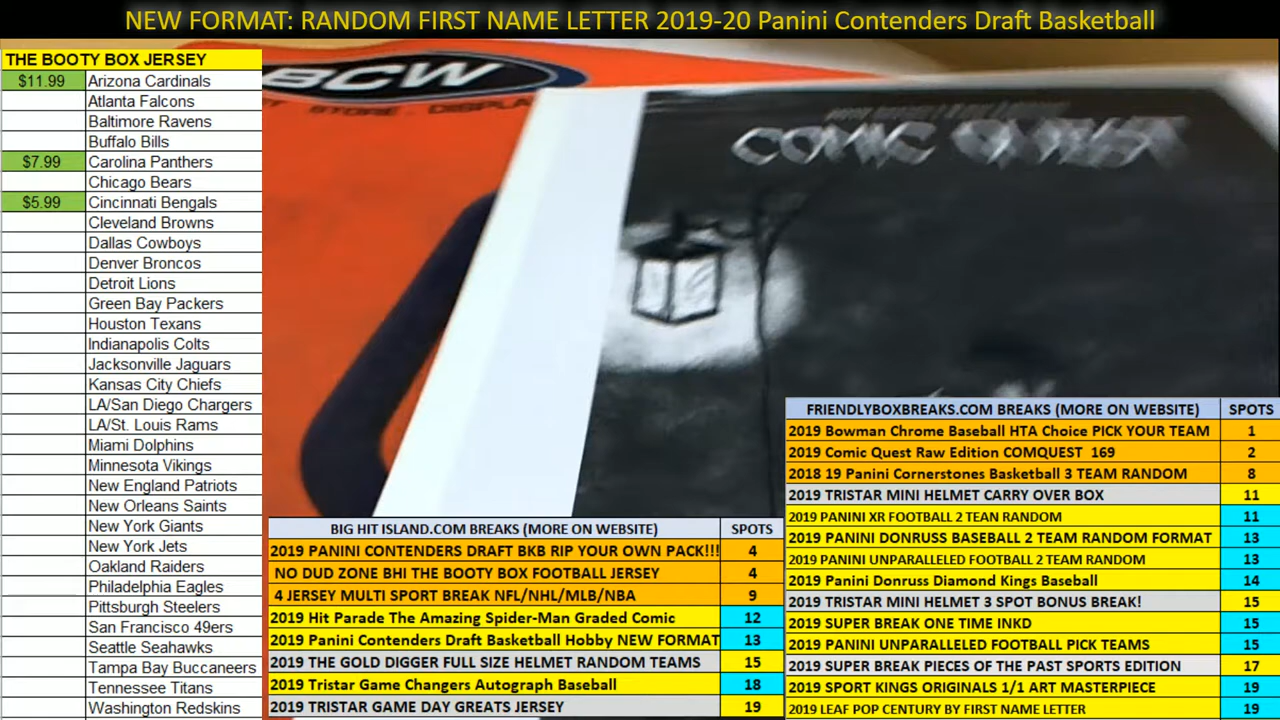 NEW FORMAT: RANDOM FIRST NAME LETTER 2019-20 Panini Contenders Draft Basketball
THE BOOTY BOX JERSEY
$11.99 Arizona Cardinals
Atlanta Falcons
Baltimore Ravens
Buffalo Bills
$7.99 Carolina Panthers
Chicago Bears
$5.99 Cincinnati Bengals
Cleveland Browns
Dallas Cowboys
Denver Broncos
Detroit Lions
Green Bay Packers
Houston Texans
Indianapolis Colts
Jacksonville Jaguars
Kansas City Chiefs
LA/San Diego Chargers
LA/St. Louis Rams
Miami Dolphins
Minnesota Vikings
New England Patriots
New Orleans Saints
New York Giants
New York Jets
Oakland Raiders
Philadelphia Eagles
Pittsburgh Steelers
San Francisco 49ers
Seattle Seahawks
Tampa Bay Buccaneers
Tennessee Titans
Washington Redskins
BCW
STORE. DISPLA
COMIC QUEST
BIG HIT ISLAND.COM BREAKS (MORE ON WEBSITE) SPOTS
2019 PANINI CONTENDERS DRAFT BKB RIP YOUR OWN PACK!!! 4
NO DUD ZONE BHI THE BOOTY BOX FOOTBALL JERSEY 4
4 JERSEY MULTI SPORT BREAK NFL/NHL/MLB/NBA 9
2019 Hit Parade The Amazing Spider-Man Graded Comic 12
2019 Panini Contenders Draft Basketball Hobby NEW FORMAT 13
2019 THE GOLD DIGGER FULL SIZE HELMET RANDOM TEAMS 15
2019 Tristar Game Changers Autograph Baseball 18
2019 TRISTAR GAME DAY GREATS JERSEY 19
FRIENDLYBOXBREAKS.COM BREAKS (MORE ON WEBSITE) SPOTS
2019 Bowman Chrome Baseball HTA Choice PICK YOUR TEAM 1
2019 Comic Quest Raw Edition COMQUEST 169 2
2018 19 Panini Cornerstones Basketball 3 TEAM RANDOM 8
2019 TRISTAR MINI HELMET CARRY OVER BOX 11
2019 PANINI XR FOOTBALL 2 TEAN RANDOM 11
2019 PANINI DONRUSS BASEBALL 2 TEAM RANDOM FORMAT 13
2019 PANINI UNPARALLELED FOOTBALL 2 TEAM RANDOM 13
2019 Panini Donruss Diamond Kings Baseball 14
2019 TRISTAR MINI HELMET 3 SPOT BONUS BREAK! 15
2019 SUPER BREAK ONE TIME INKD 15
2019 PANINI UNPARALLELED FOOTBALL PICK TEAMS 15
2019 SUPER BREAK PIECES OF THE PAST SPORTS EDITION 17
2019 SPORT KINGS ORIGINALS 1/1 ART MASTERPIECE 19
2019 LEAF POP CENTURY BY FIRST NAME LETTER 19